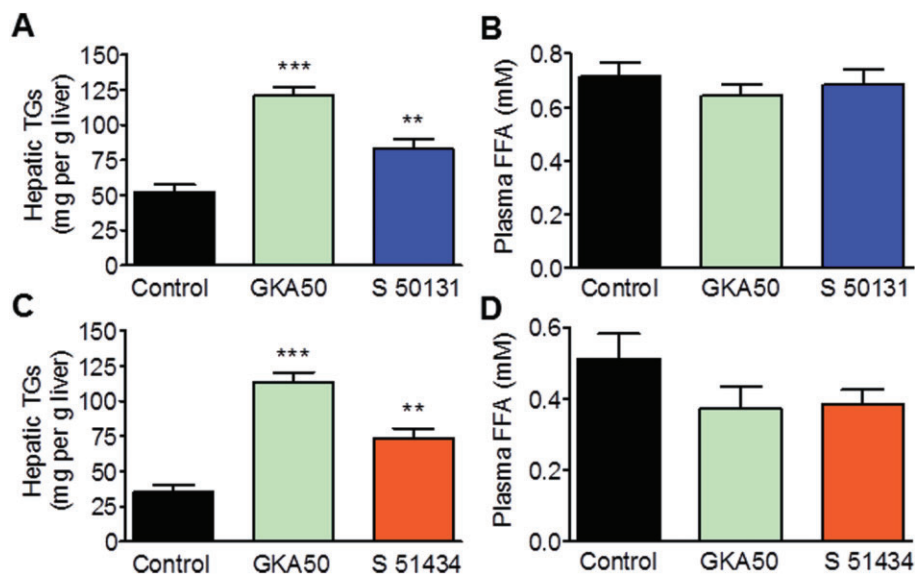 A
Hepatic TGs
(mg per g liver)
150
125
100
75
50
25
0
***
**
Control GKA50 S 50131
B
Plasma FFA (mM)
0.8
0.6
0.4
0.2
0.0
Control GKA50 S 50131
C
Hepatic TGs
(mg per g liver)
150
125
100
75
50
25
0
***
**
Control GKA50 S 51434
D
Plasma FFA (mM)
0.6
0.4
0.2
0.0
Control GKA50 S 51434